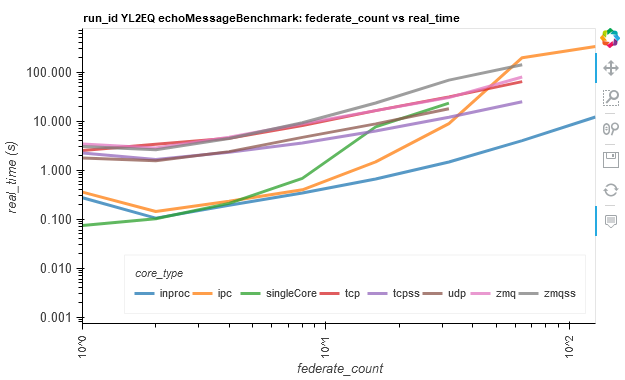 run_id YL2EQ echoMessageBenchmark: federate_count vs real_time
real_time (s)
100.000
10.000
1.000
0.100
0.010
0.001
core_type
inproc ipc singleCore tcp tcpss udp zmq zmqss
10^0 10^1 10^2
federate_count